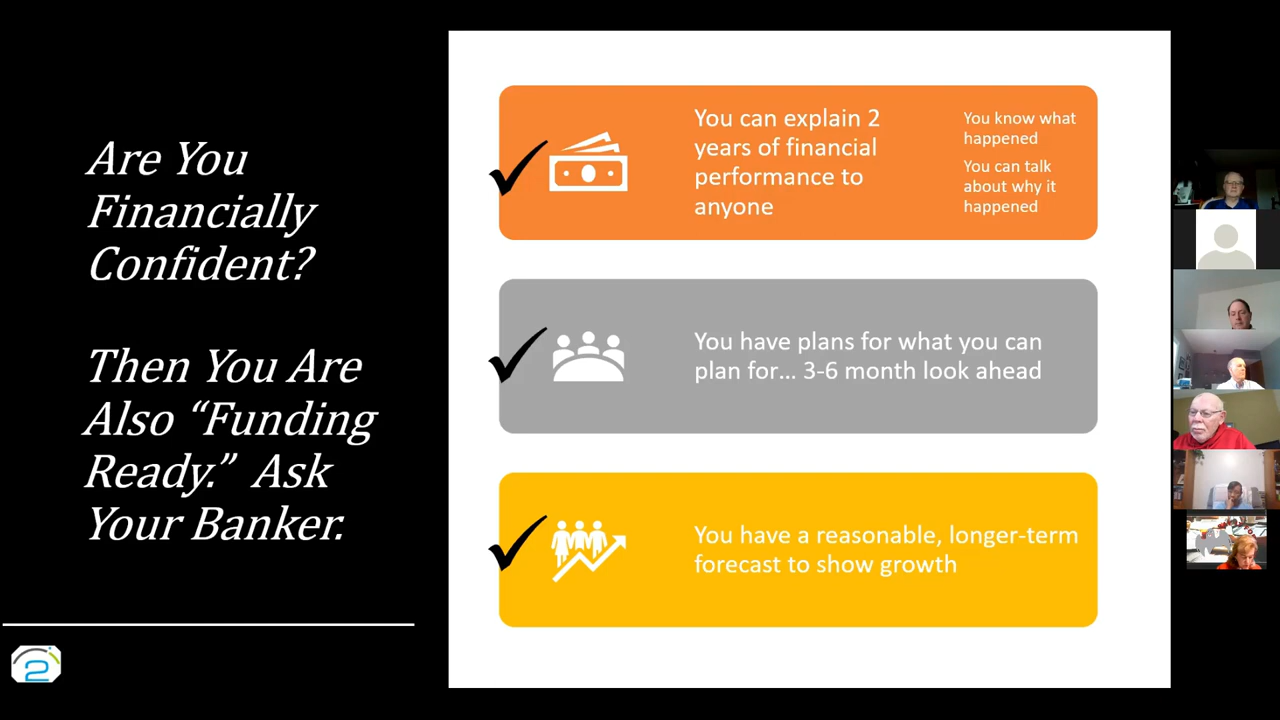 Are You
Financially
Confident?
Then You Are
Also “Funding
Ready.” Ask
Your Banker.
2
You can explain 2
years of financial
performance to
anyone
You know what
happened
You can talk
about why it
happened
You have plans for what you can
plan for... 3-6 month look ahead
You have a reasonable, longer-term
forecast to show growth